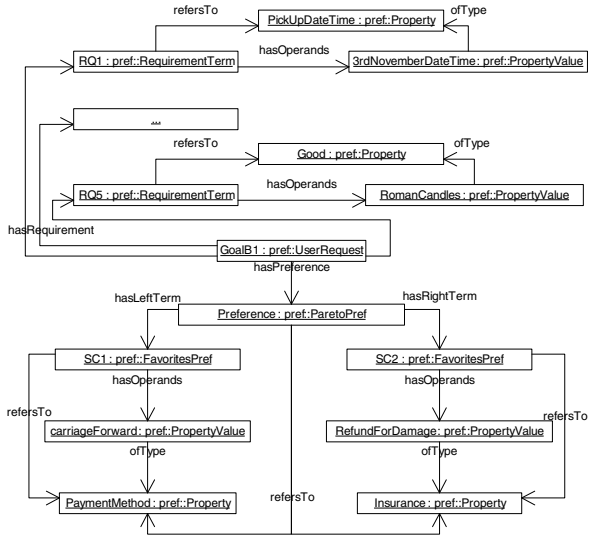 refersTo
PickUpDateTime : pref::Property
ofType
RQ1 : pref::RequirementTerm
hasOperands
3rdNovemberDateTime : pref::PropertyValue
...
refersTo
Good : pref::Property
ofType
RQ5 : pref::RequirementTerm
hasOperands
RomanCandles : pref::PropertyValue
hasRequirement
GoalB1 : pref::UserRequest
hasPreference
hasLeftTerm
hasRightTerm
Preference : pref::ParetoPref
SC1 : pref::FavoritesPref
SC2 : pref::FavoritesPref
hasOperands
hasOperands
refersTo
refersTo
carriageForward : pref::PropertyValue
RefundForDamage : pref::PropertyValue
ofType
ofType
refersTo
PaymentMethod : pref::Property
Insurance : pref::Property